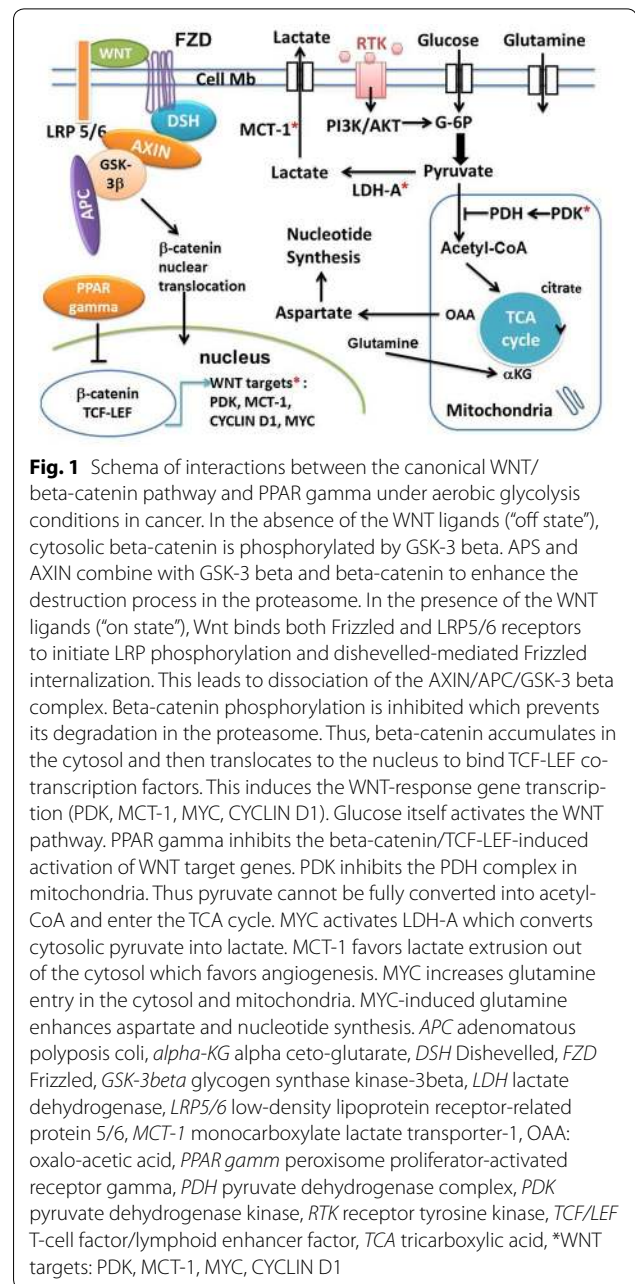 Lactate
Glucose
Glutamine
FZD
WNT
RTK
Cell Mb
DSH
LRP 5/6
MCT-1*
PI3K/AKT
G-6P
AXIN
GSK-
3β
APC
Lactate
Pyruvate
LDH-A*
PDH
PDK*
Nucleotide
Synthesis
Acetyl-CoA
β-catenin
nuclear
translocation
citrate
PPAR
gamma
Aspartate
OAA
TCA
cycle
Glutamine
αKG
nucleus
WNT targets* :
PDK, MCT-1,
CYCLIN D1, MYC
β-catenin
TCF-LEF
Mitochondria
Fig. 1 Schema of interactions between the canonical WNT/
beta-catenin pathway and PPAR gamma under aerobic glycolysis
conditions in cancer. In the absence of the WNT ligands (“off state”),
cytosolic beta-catenin is phosphorylated by GSK-3 beta. APS and
AXIN combine with GSK-3 beta and beta-catenin to enhance the
destruction process in the proteasome. In the presence of the WNT
ligands (“on state”), Wnt binds both Frizzled and LRP5/6 receptors
to initiate LRP phosphorylation and dishevelled-mediated Frizzled
internalization. This leads to dissociation of the AXIN/APC/GSK-3 beta
complex. Beta-catenin phosphorylation is inhibited which prevents
its degradation in the proteasome. Thus, beta-catenin accumulates in
the cytosol and then translocates to the nucleus to bind TCF-LEF co-
transcription factors. This induces the WNT-response gene transcrip-
tion (PDK, MCT-1, MYC, CYCLIN D1). Glucose itself activates the WNT
pathway. PPAR gamma inhibits the beta-catenin/TCF-LEF-induced
activation of WNT target genes. PDK inhibits the PDH complex in
mitochondria. Thus pyruvate cannot be fully converted into acetyl-
CoA and enter the TCA cycle. MYC activates LDH-A which converts
cytosolic pyruvate into lactate. MCT-1 favors lactate extrusion out
of the cytosol which favors angiogenesis. MYC increases glutamine
entry in the cytosol and mitochondria. MYC-induced glutamine
enhances aspartate and nucleotide synthesis. APC adenomatous
polyposis coli, alpha-KG alpha ceto-glutarate, DSH Dishevelled, FZD
Frizzled, GSK-3beta glycogen synthase kinase-3beta, LDH lactate
dehydrogenase, LRP5/6 low-density lipoprotein receptor-related
protein 5/6, MCT-1 monocarboxylate lactate transporter-1, OAA:
oxalo-acetic acid, PPAR gamm peroxisome proliferator-activated
receptor gamma, PDH pyruvate dehydrogenase complex, PDK
pyruvate dehydrogenase kinase, RTK receptor tyrosine kinase, TCF/LEF
T-cell factor/lymphoid enhancer factor, TCA tricarboxylic acid, *WNT
targets: PDK, MCT-1, MYC, CYCLIN D1